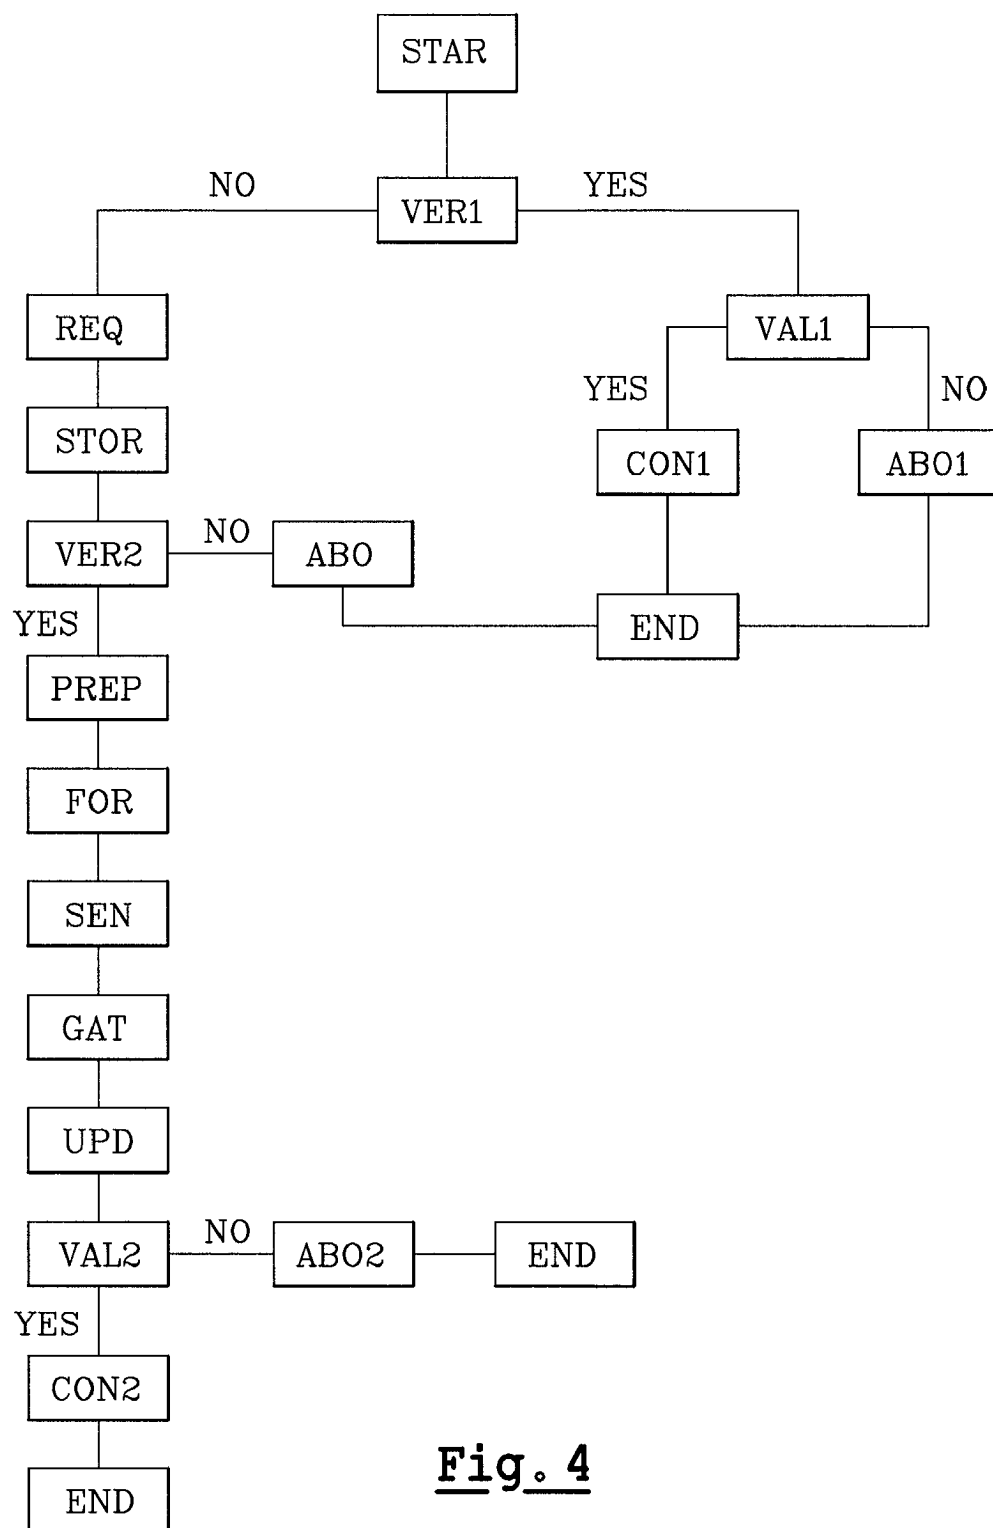 STAR
NO
YES
VER1
REQ
VAL1
YES
NO
STOR
CON1
ABO1
VER2
NO
ABO
YES
END
PREP
FOR
SEN
GAT
UPD
VAL2
NO
ABO2
END
YES
CON2
END
Fig. 4